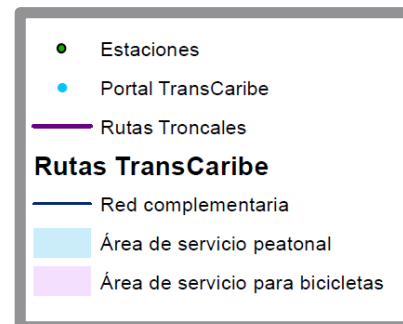 Estaciones
Portal TransCaribe
Rutas Troncales
Rutas TransCaribe
Red complementaria
Área de servicio peatonal
Área de servicio para bicicletas